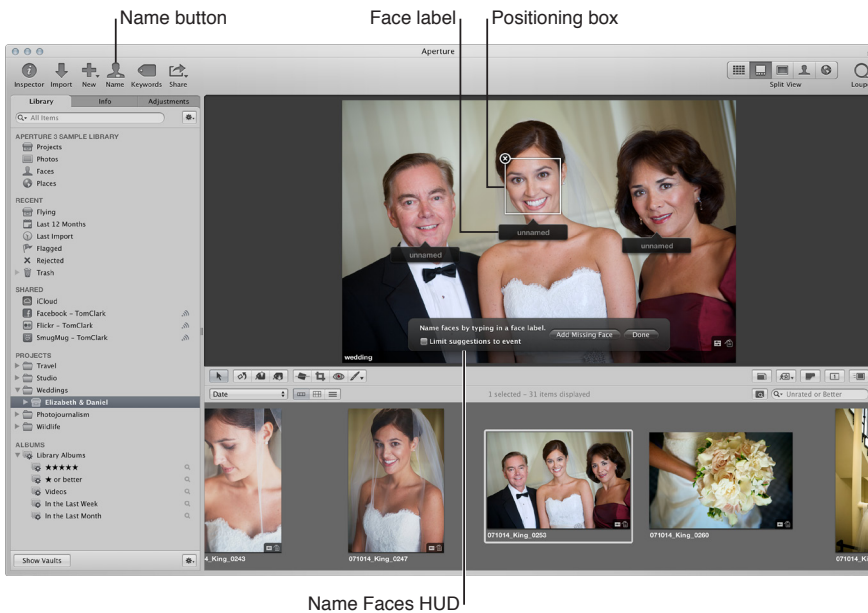 Name button
Face label
Positioning box
Aperture
Inspector Import New Name Keywords Share
Split View
Loupe
Library Info Adjustments
All Items
APERTURE 3 SAMPLE LIBRARY
Projects
Photos
Faces
Places
RECENT
Flying
Last 12 Months
Last Import
Flagged
Rejected
Trash
SHARED
iCloud
Facebook – TomClark
Flickr – TomClark
SmugMug – TomClark
PROJECTS
Travel
Studio
Weddings
Elizabeth & Daniel
Photojournalism
Wildlife
ALBUMS
Library Albums
★★★★★
★ or better
Videos
In the Last Week
In the Last Month
Show Vaults
unnamed
unnamed
unnamed
Name faces by typing in a face label.
Limit suggestions to event
Add Missing Face
Done
wedding
Date
1 selected – 31 items displayed
Unrated or Better
4_King_0243
071014_King_0247
071014_King_0253
071014_King_0260
071014_Ki
Name Faces HUD